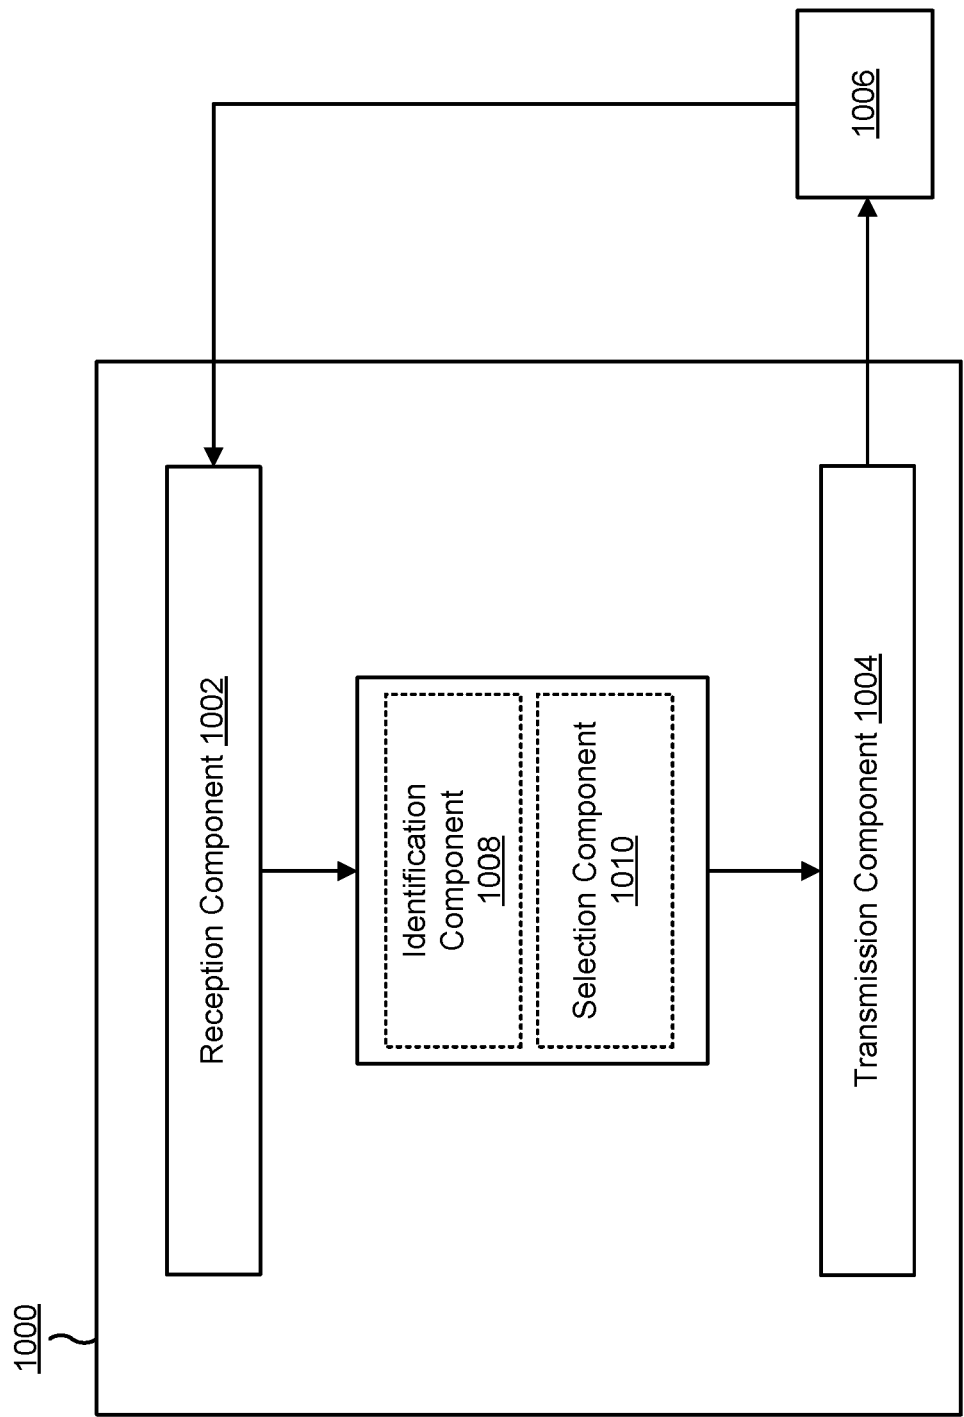 1000
Reception Component 1002
Identification
Component
1008
Selection Component
1010
Transmission Component 1004
1006